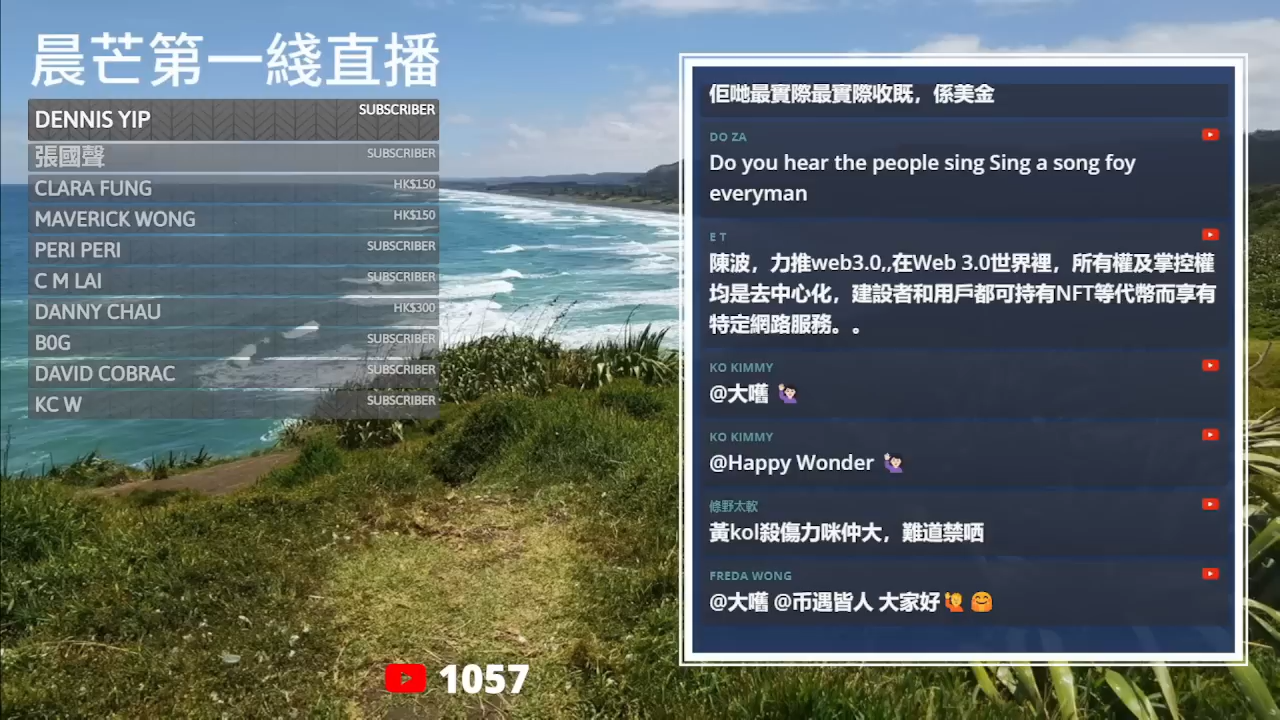 晨芒第一綫直播
DENNIS YIP SUBSCRIBER
張國聲 SUBSCRIBER
CLARA FUNG HK$150
MAVERICK WONG HK$150
PERI PERI SUBSCRIBER
C M LAI SUBSCRIBER
DANNY CHAU HK$300
B0G SUBSCRIBER
DAVID COBRAC SUBSCRIBER
KC W SUBSCRIBER
1057
佢哋最實際最實際收既，係美金
DO ZA
Do you hear the people sing Sing a song foy
everyman
E T
陳波，力推web3.0,,在Web 3.0世界裡，所有權及掌控權
均是去中心化，建設者和用戶都可持有NFT等代幣而享有
特定網路服務。。
KO KIMMY
@大嚿 🙋🏻‍♀️
KO KIMMY
@Happy Wonder 🙋🏻‍♀️
修野太軟
黃kol殺傷力咪仲大，難道禁晒
FREDA WONG
@大嚿 @币遇皆人 大家好🙋🤗